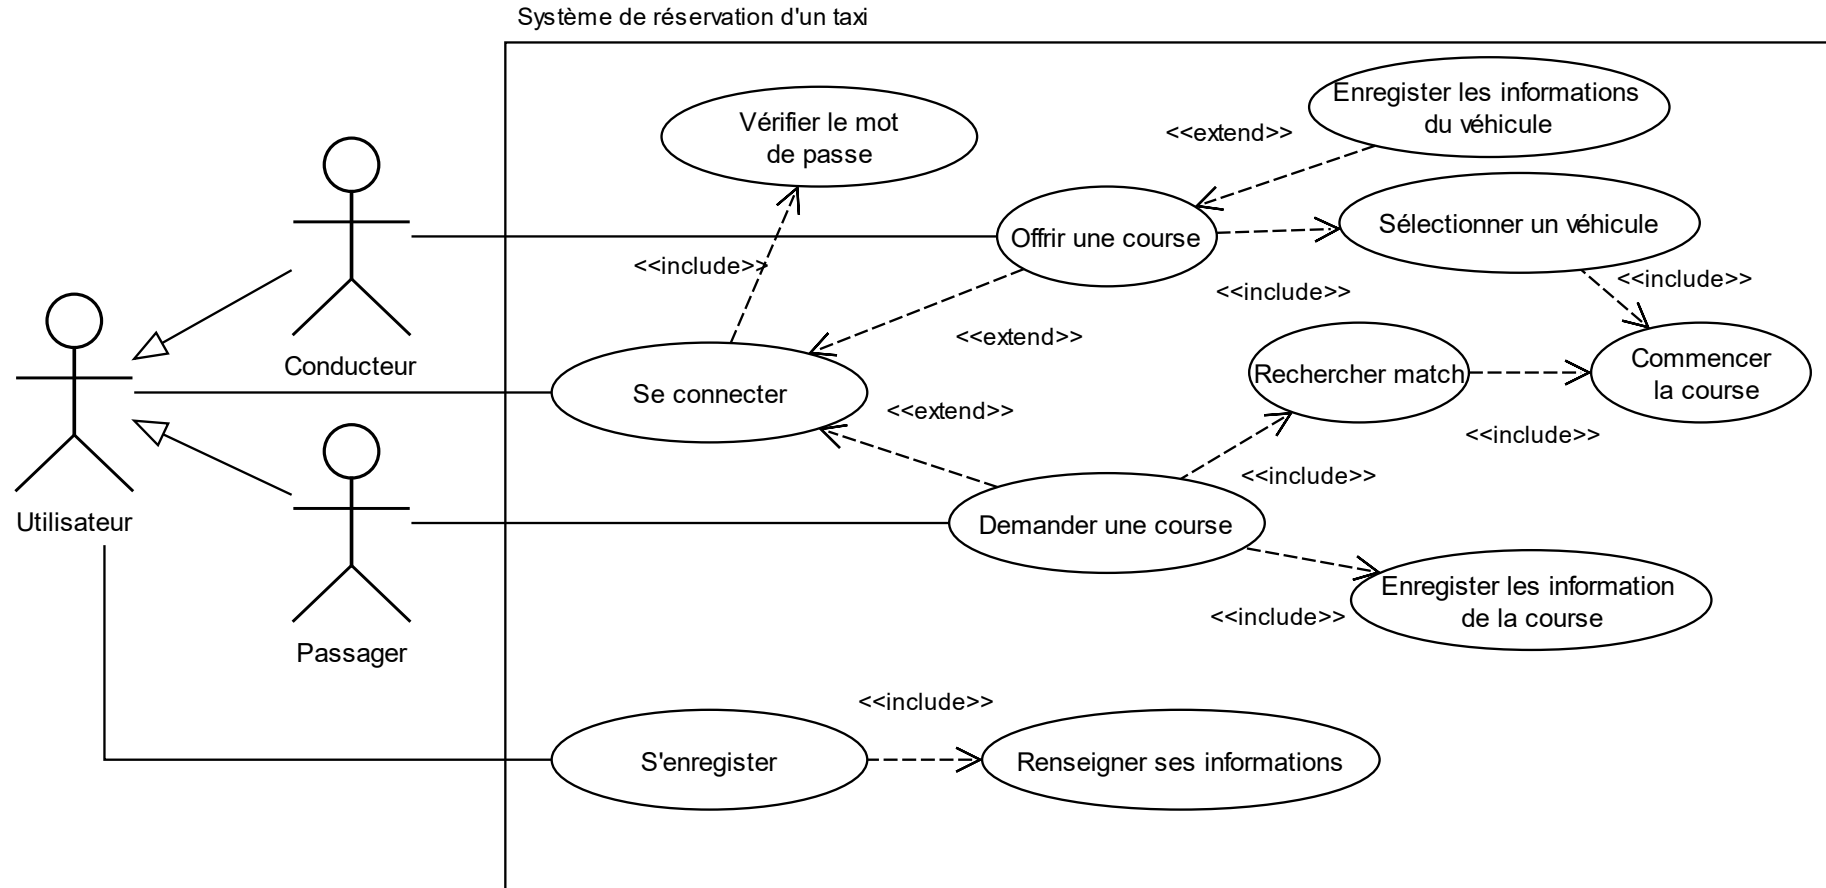 Système de réservation d'un taxi
Enregister les informations
du véhicule
Vérifier le mot
de passe
<<extend>>
Sélectionner un véhicule
Offrir une course
<<include>>
<<include>>
<<include>>
<<extend>>
Conducteur
Rechercher match
Commencer
la course
Se connecter
<<extend>>
<<include>>
<<include>>
Utilisateur
Demander une course
Enregister les information
de la course
<<include>>
Passager
<<include>>
S'enregister
Renseigner ses informations